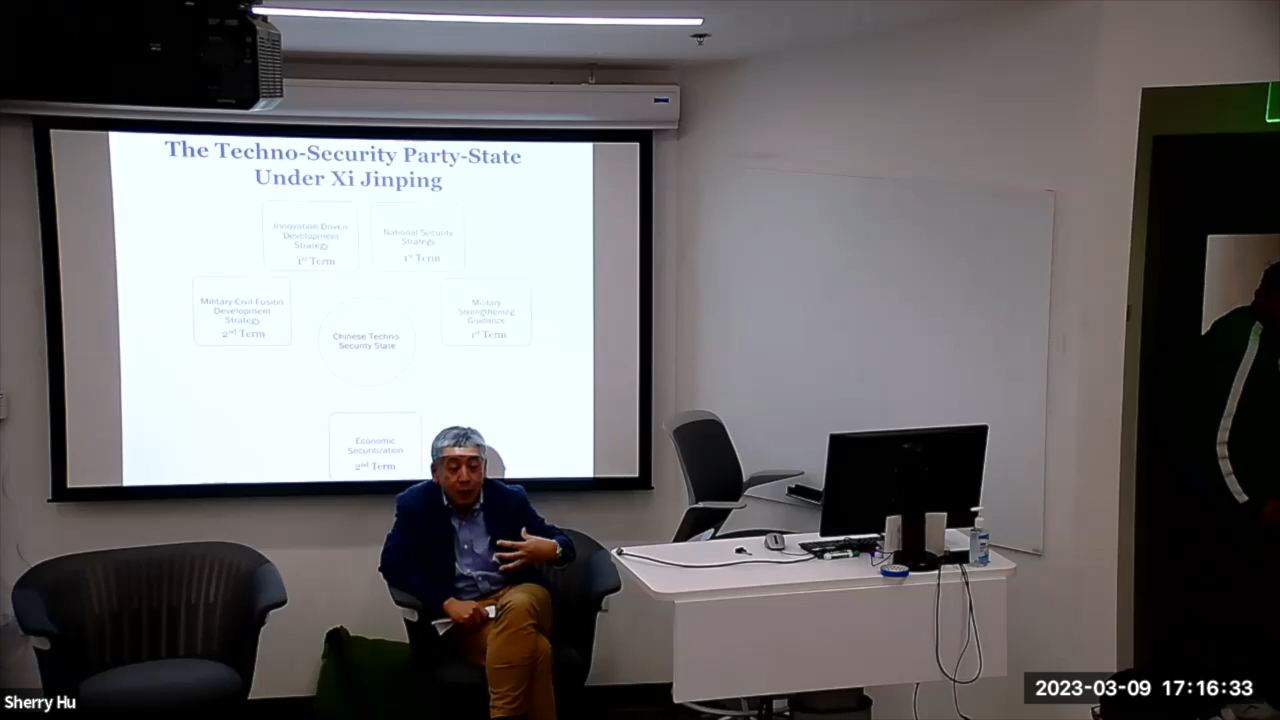 The Techno-Security Party-State
Under Xi Jinping
Innovation Driven
Development
Strategy
1st Term
National Security
Strategy
1st Term
Military-Civil Fusion
Development
Strategy
2nd Term
Chinese Techno-
Security State
Military
Strengthening
Guidance
1st Term
Economic
Securitization
2nd Term
Sherry Hu
2023-03-09 17:16:33